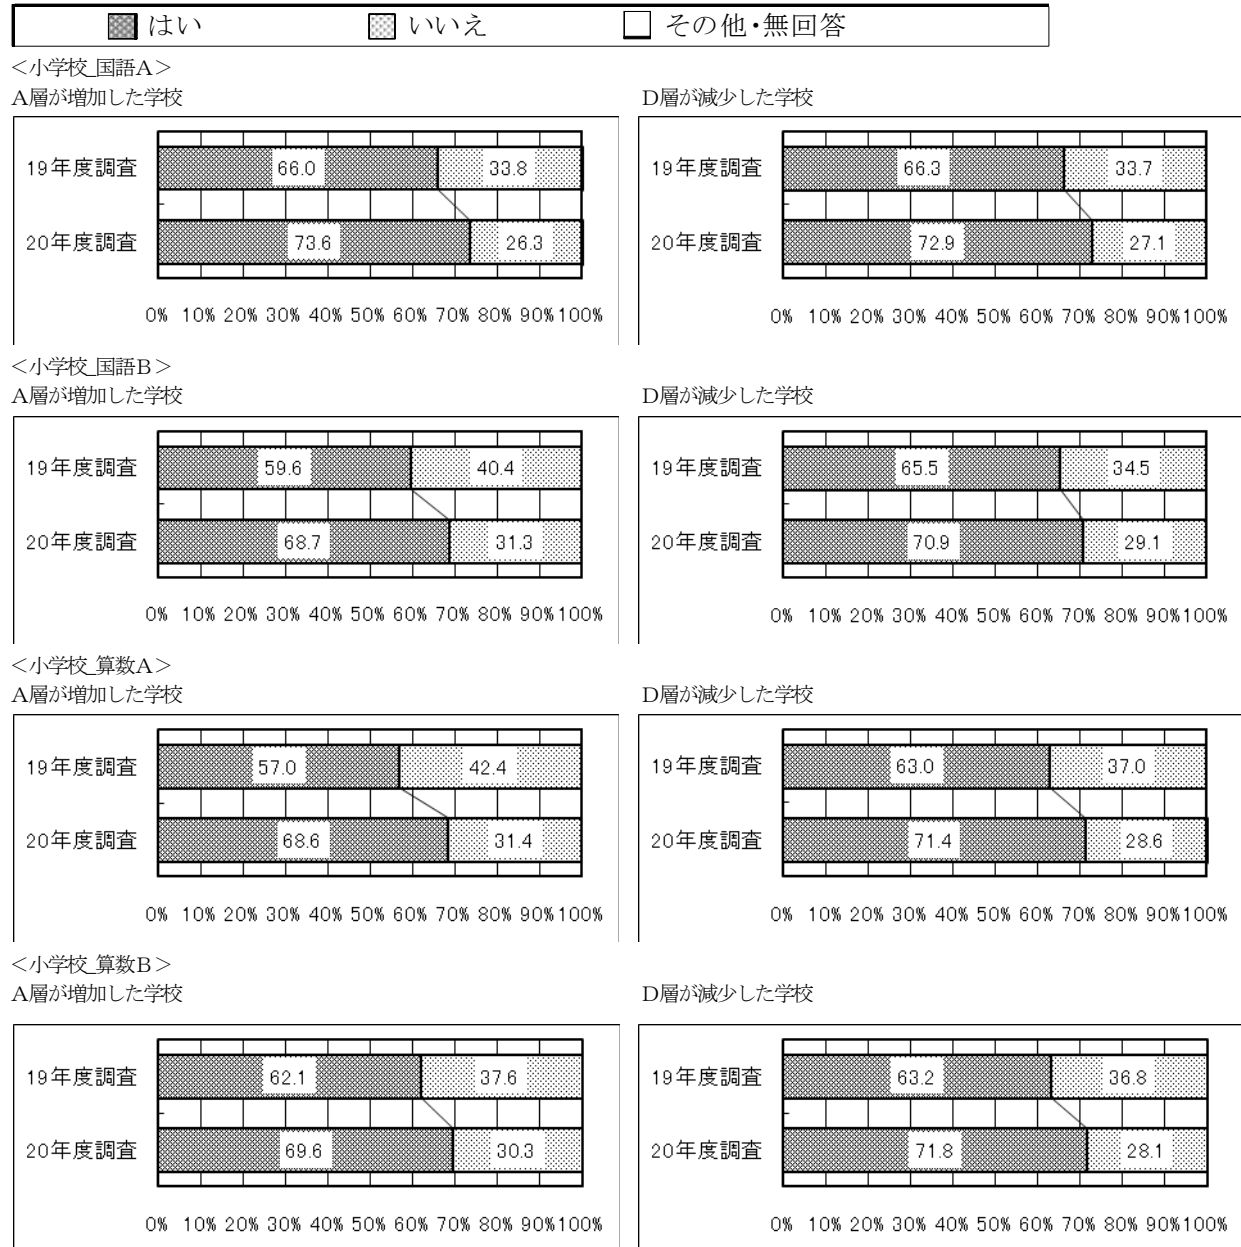 はい いいえ その他・無回答
＜小学校_国語A＞
A層が増加した学校 D層が減少した学校
19年度調査 66.0 33.8 19年度調査 66.3 33.7
20年度調査 73.6 26.3 20年度調査 72.9 27.1
0% 10% 20% 30% 40% 50% 60% 70% 80% 90% 100% 0% 10% 20% 30% 40% 50% 60% 70% 80% 90% 100%
＜小学校_国語B＞
A層が増加した学校 D層が減少した学校
19年度調査 59.6 40.4 19年度調査 65.5 34.5
20年度調査 68.7 31.3 20年度調査 70.9 29.1
0% 10% 20% 30% 40% 50% 60% 70% 80% 90% 100% 0% 10% 20% 30% 40% 50% 60% 70% 80% 90% 100%
＜小学校_算数A＞
A層が増加した学校 D層が減少した学校
19年度調査 57.0 42.4 19年度調査 63.0 37.0
20年度調査 68.6 31.4 20年度調査 71.4 28.6
0% 10% 20% 30% 40% 50% 60% 70% 80% 90% 100% 0% 10% 20% 30% 40% 50% 60% 70% 80% 90% 100%
＜小学校_算数B＞
A層が増加した学校 D層が減少した学校
19年度調査 62.1 37.6 19年度調査 63.2 36.8
20年度調査 69.6 30.3 20年度調査 71.8 28.1
0% 10% 20% 30% 40% 50% 60% 70% 80% 90% 100% 0% 10% 20% 30% 40% 50% 60% 70% 80% 90% 100%